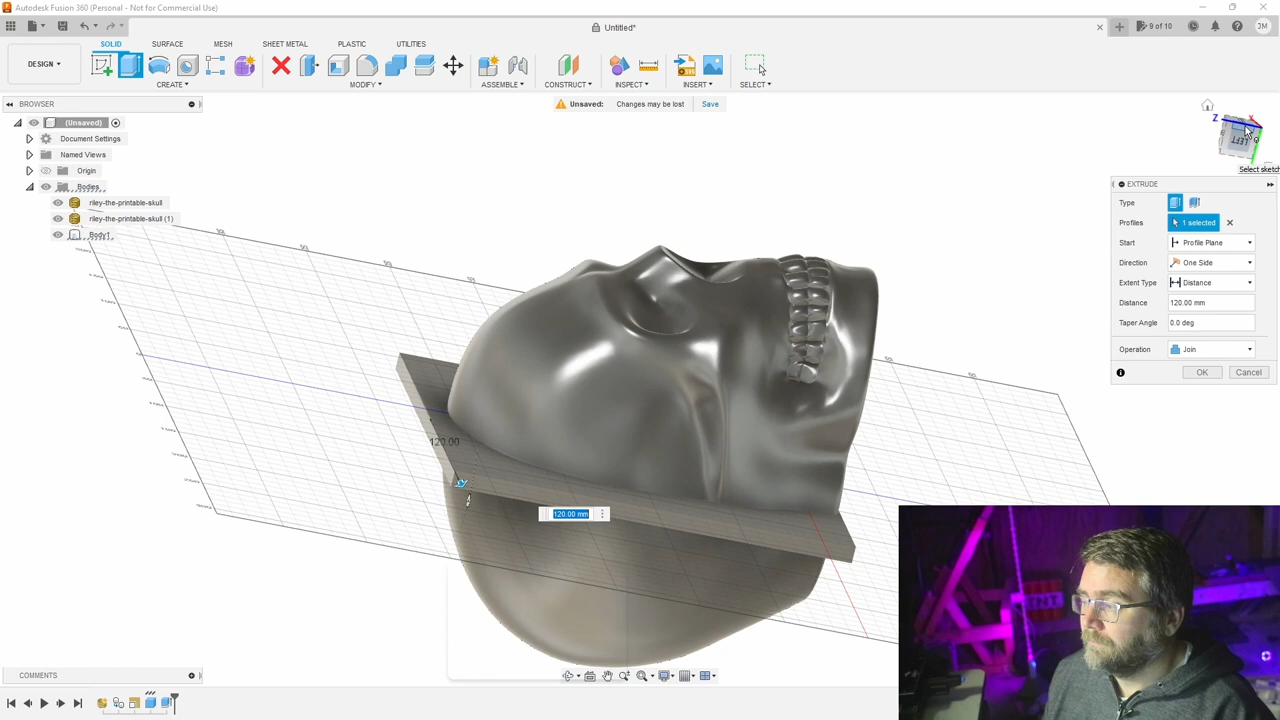 Autodesk Fusion 360 (Personal - Not for Commercial Use)
Untitled*
9 of 10
JM
DESIGN
SOLID
SURFACE
MESH
SHEET METAL
PLASTIC
UTILITIES
CREATE
MODIFY
ASSEMBLE
CONSTRUCT
INSPECT
INSERT
SELECT
BROWSER
Unsaved:
Changes may be lost
Save
(Unsaved)
Document Settings
Named Views
Origin
Bodies
riley-the-printable-skull
riley-the-printable-skull (1)
Body1
Z
X
LEFT
Select sketch
EXTRUDE
Type
Profiles
1 selected
Start
Profile Plane
Direction
One Side
Extent Type
Distance
Distance
120.00 mm
Taper Angle
0.0 deg
Operation
Join
OK
Cancel
120.00
120.00 mm
TNT
COMMENTS